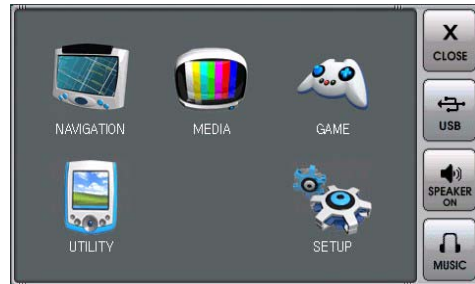 NAVIGATION
MEDIA
GAME
UTILITY
SETUP
X
CLOSE
USB
SPEAKER
ON
MUSIC